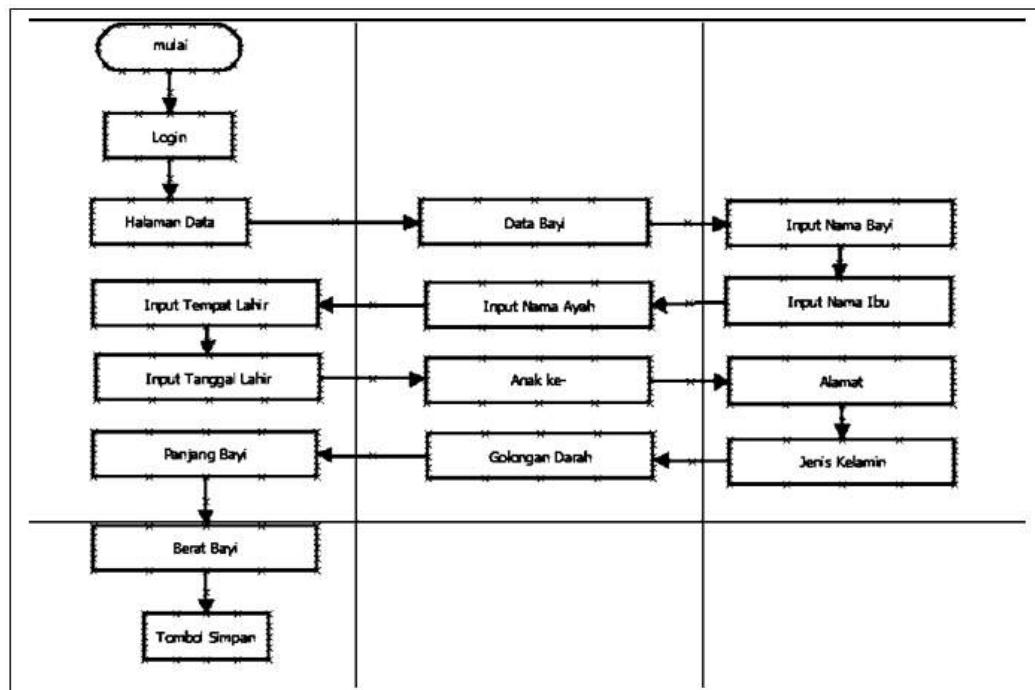 mulai
Login
Halaman Data
Data Bayi
Input Nama Bayi
Input Nama Ibu
Input Nama Ayah
Input Tempat Lahir
Input Tanggal Lahir
Anak ke-
Alamat
Jenis Kelamin
Golongan Darah
Panjang Bayi
Berat Bayi
Tombol Simpan